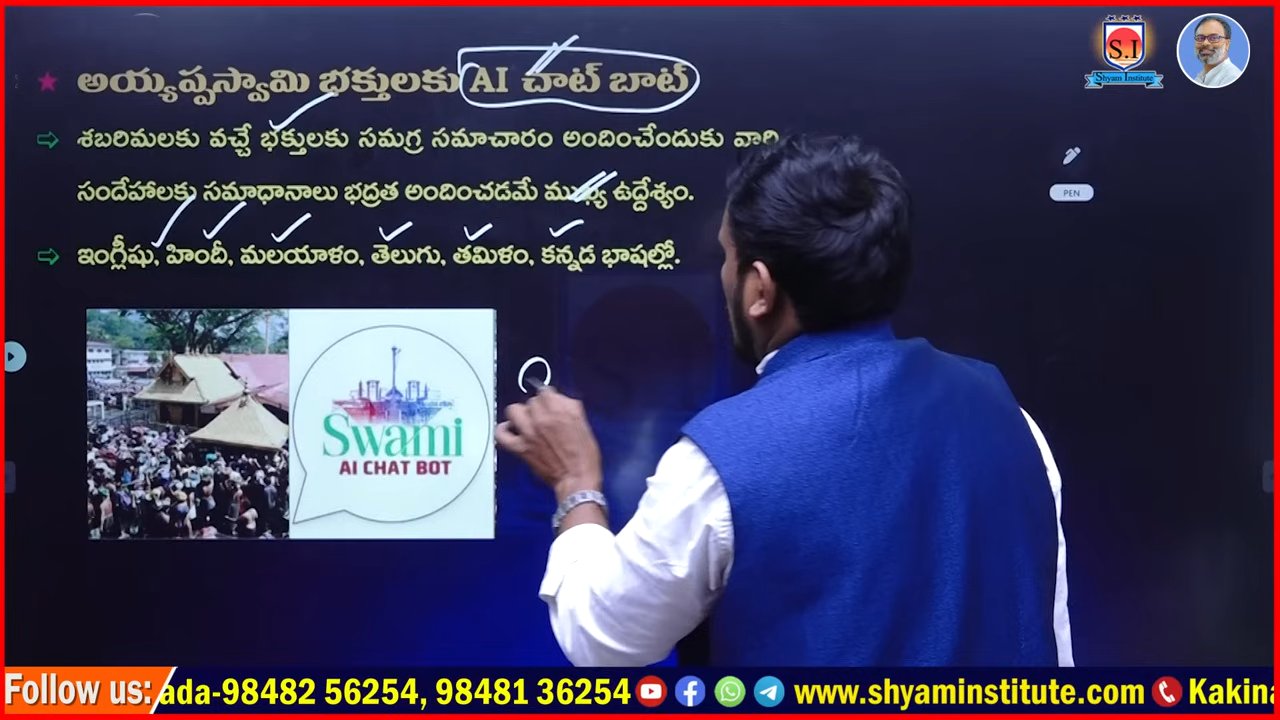 అయ్యప్పస్వామి భక్తులకు AI చాట్ బాట్
శబరిమలకు వచ్చే భక్తులకు సమగ్ర సమాచారం అందించేందుకు వారి
సందేహాలకు సమాధానాలు భద్రత అందించడమే ముఖ్య ఉద్దేశ్యం.
ఇంగ్లీషు, హిందీ, మలయాళం, తెలుగు, తమిళం, కన్నడ భాషల్లో.
Swami
AI CHAT BOT
S.I
Shyam Institute
PEN
Follow us: ada-98482 56254, 98481 36254 www.shyaminstitute.com Kakina